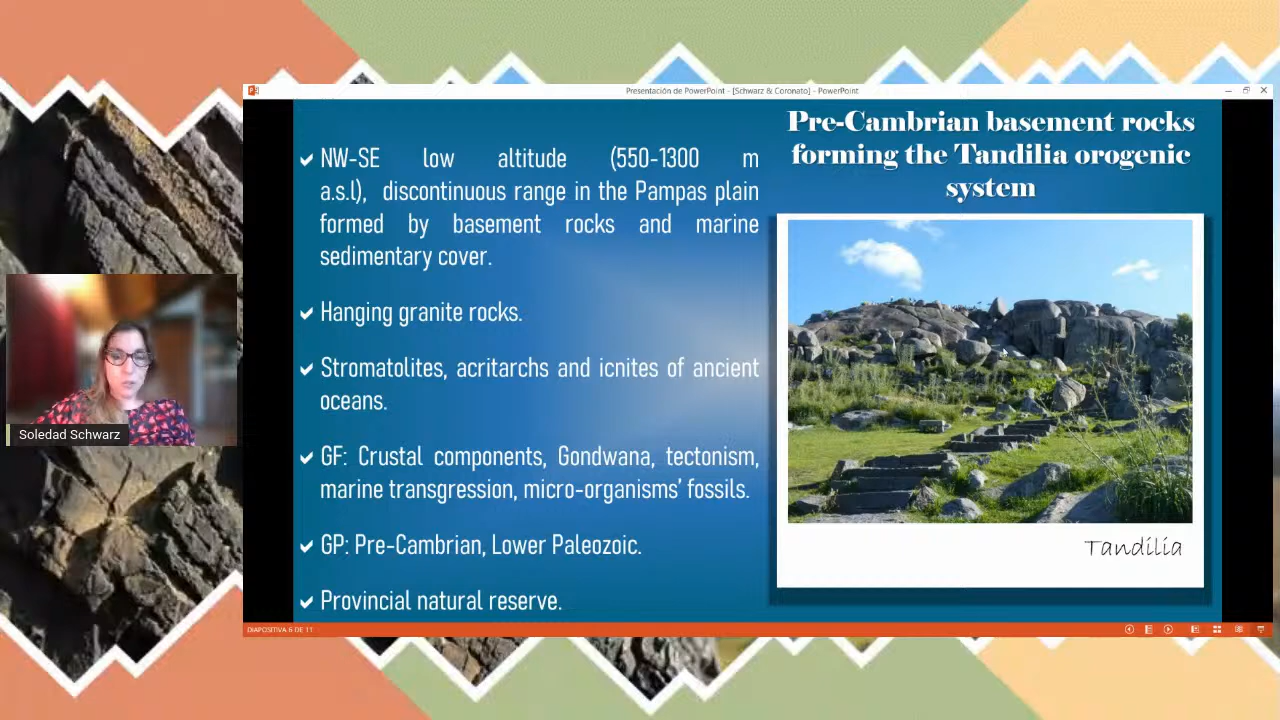 Presentación de PowerPoint - [Schwarz & Coronato] - PowerPoint
Pre-Cambrian basement rocks
forming the Tandilia orogenic
system
NW-SE low altitude (550-1300 m
a.s.l), discontinuous range in the Pampas plain
formed by basement rocks and marine
sedimentary cover.
Hanging granite rocks.
Stromatolites, acritarchs and icnites of ancient
oceans.
GF: Crustal components, Gondwana, tectonism,
marine transgression, micro-organisms’ fossils.
GP: Pre-Cambrian, Lower Paleozoic.
Provincial natural reserve.
Tandilia
Soledad Schwarz
DIAPOSITIVA 6 DE 11